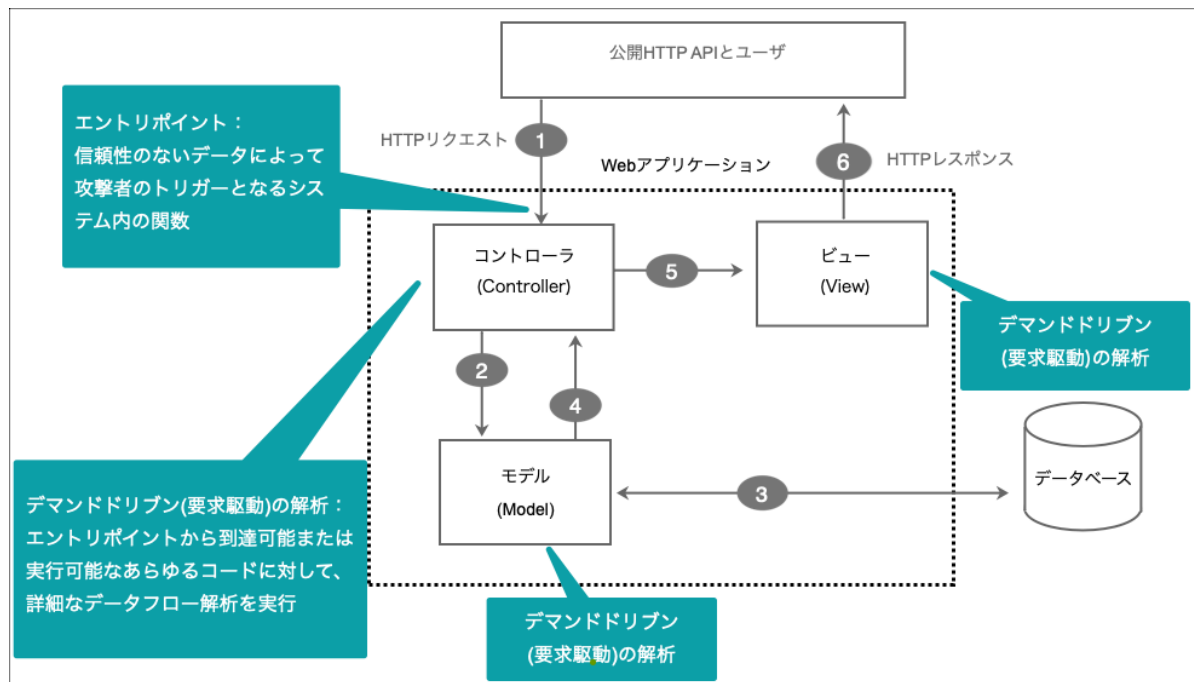 公開HTTP APIとユーザ
エントリポイント：
信頼性のないデータによって
攻撃者のトリガーとなるシス
テム内の関数
HTTPリクエスト
1
6
HTTPレスポンス
Webアプリケーション
コントローラ
(Controller)
5
ビュー
(View)
デマンドドリブン
(要求駆動)の解析
2
4
モデル
(Model)
3
データベース
デマンドドリブン(要求駆動)の解析：
エントリポイントから到達可能または
実行可能なあらゆるコードに対して、
詳細なデータフロー解析を実行
デマンドドリブン
(要求駆動)の解析